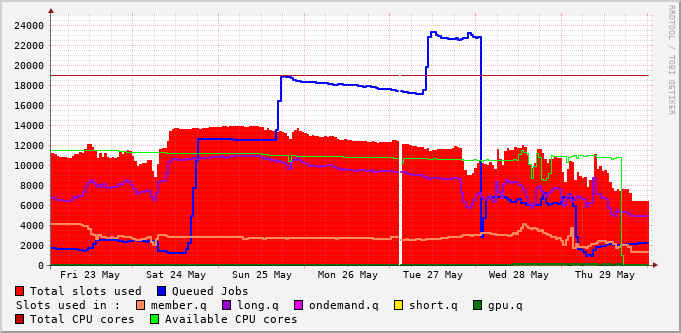 RRDTOOL / TOBI OETIKER
24000
22000
20000
18000
16000
14000
12000
10000
8000
6000
4000
2000
0
Fri 23 May Sat 24 May Sun 25 May Mon 26 May Tue 27 May Wed 28 May Thu 29 May
Total slots used Queued Jobs
Slots used in : member.q long.q ondemand.q short.q gpu.q
Total CPU cores Available CPU cores